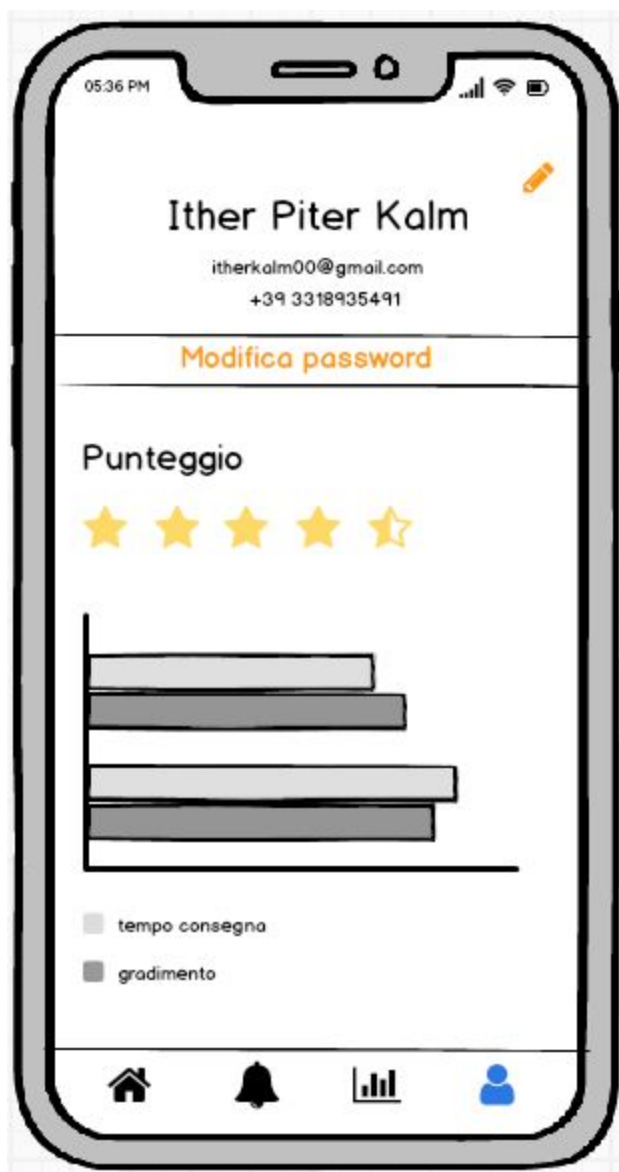 05:36 PM
Ither Piter Kalm
itherkalm00@gmail.com
+39 3318935491
Modifica password
Punteggio
tempo consegna
gradimento